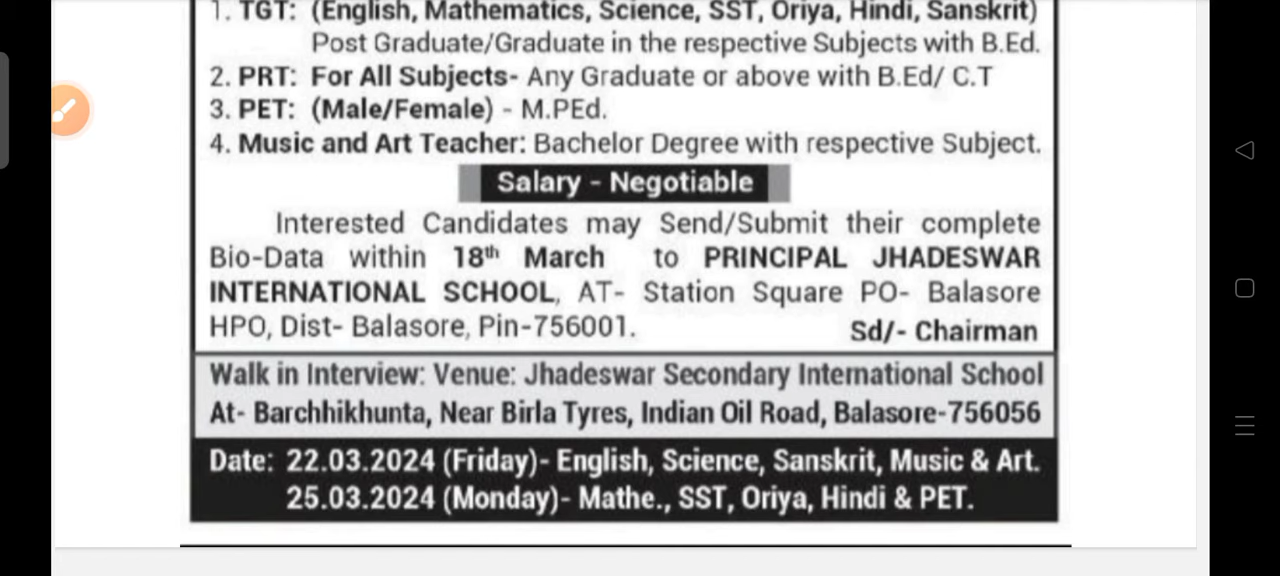 1. TGT: (English, Mathematics, Science, SST, Oriya, Hindi, Sanskrit)
Post Graduate/Graduate in the respective Subjects with B.Ed.
2. PRT: For All Subjects- Any Graduate or above with B.Ed/ C.T
3. PET: (Male/Female) - M.PEd.
4. Music and Art Teacher: Bachelor Degree with respective Subject.
Salary - Negotiable
Interested Candidates may Send/Submit their complete
Bio-Data within 18th March to PRINCIPAL JHADESWAR
INTERNATIONAL SCHOOL, AT- Station Square PO- Balasore
HPO, Dist- Balasore, Pin-756001.
Sd/- Chairman
Walk in Interview: Venue: Jhadeswar Secondary International School
At- Barchhikhunta, Near Birla Tyres, Indian Oil Road, Balasore-756056
Date: 22.03.2024 (Friday)- English, Science, Sanskrit, Music & Art.
25.03.2024 (Monday)- Mathe., SST, Oriya, Hindi & PET.